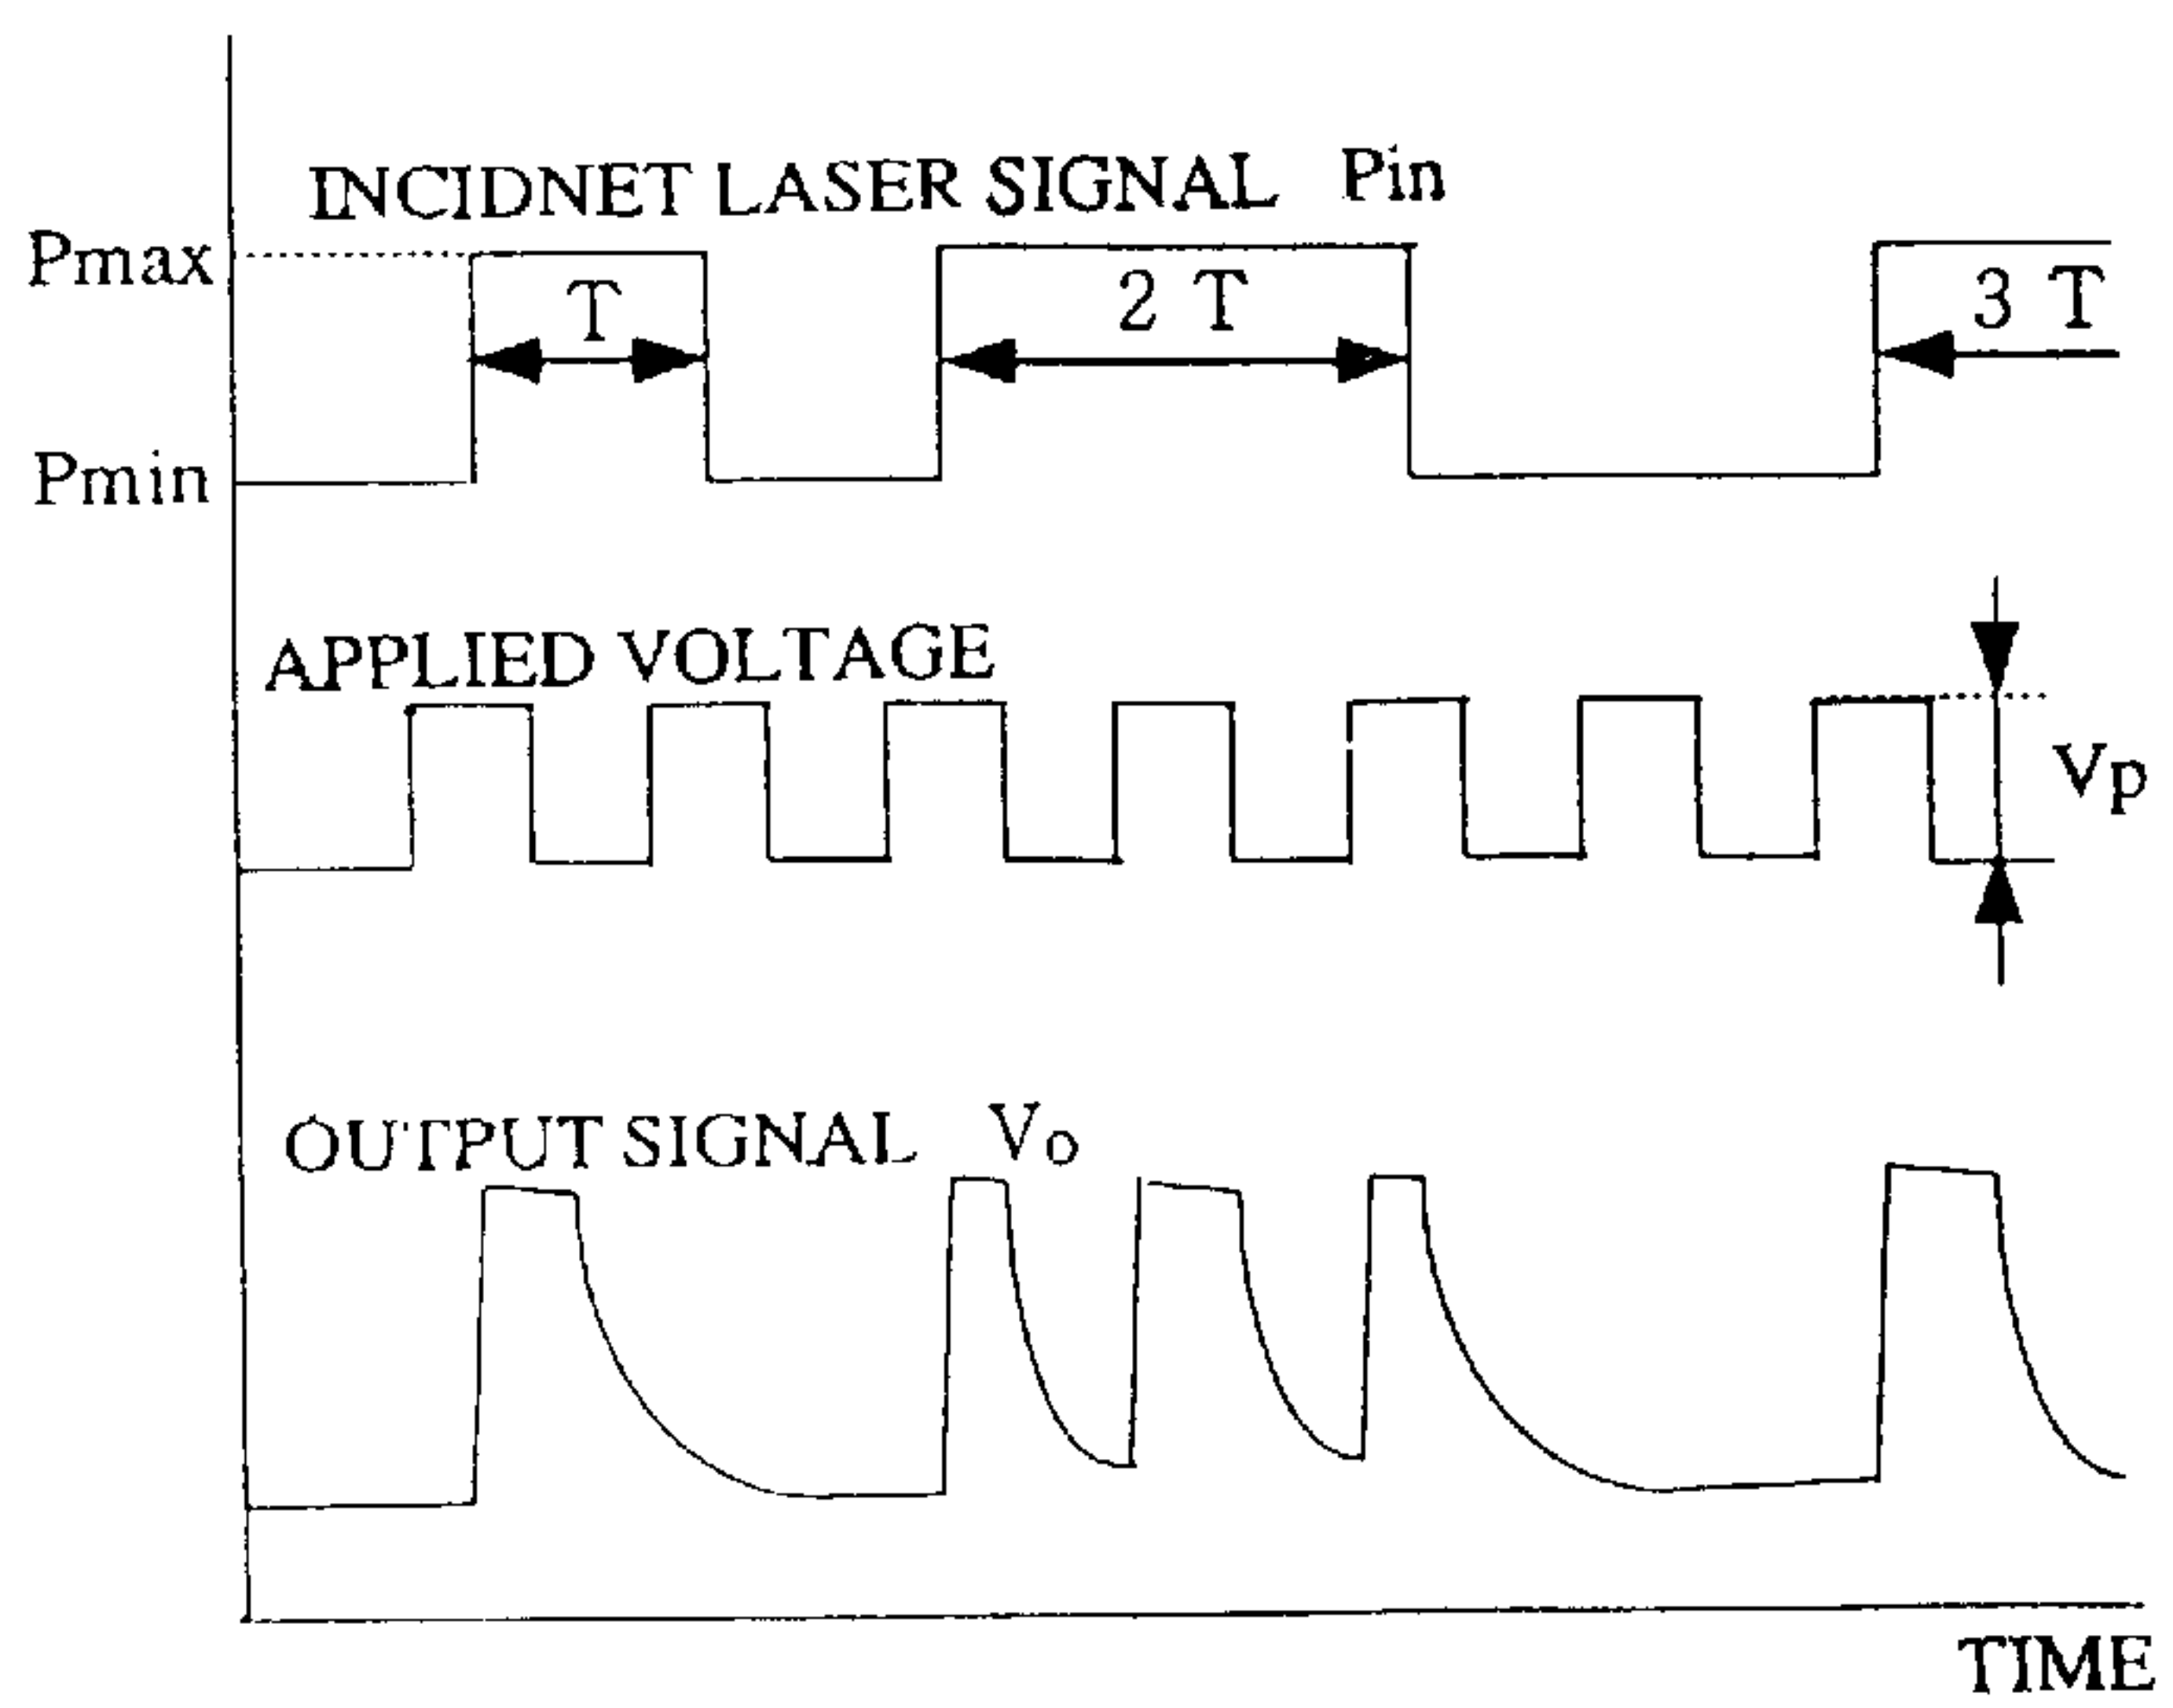 INCIDNET LASER SIGNAL Pin
Pmax
T
2 T
3 T
Pmin
APPLIED VOLTAGE
Vp
OUTPUT SIGNAL Vo
TIME